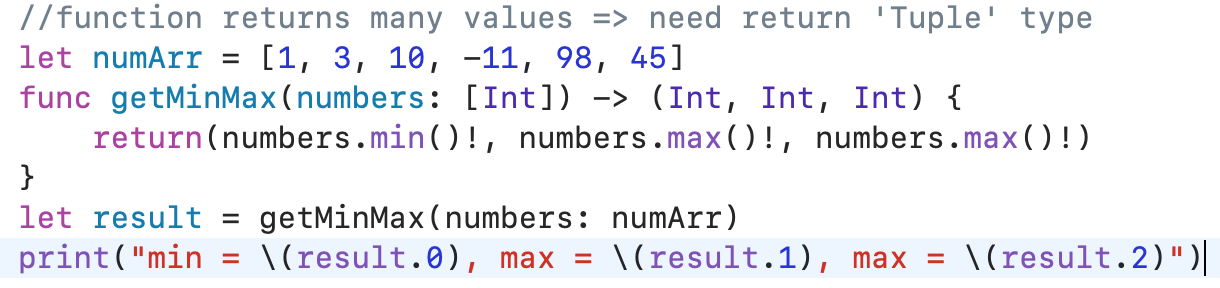 //function returns many values => need return 'Tuple' type
let numArr = [1, 3, 10, -11, 98, 45]
func getMinMax(numbers: [Int]) -> (Int, Int, Int) {
    return(numbers.min()!, numbers.max()!, numbers.max()!)
}
let result = getMinMax(numbers: numArr)
print("min = \(result.0), max = \(result.1), max = \(result.2)")